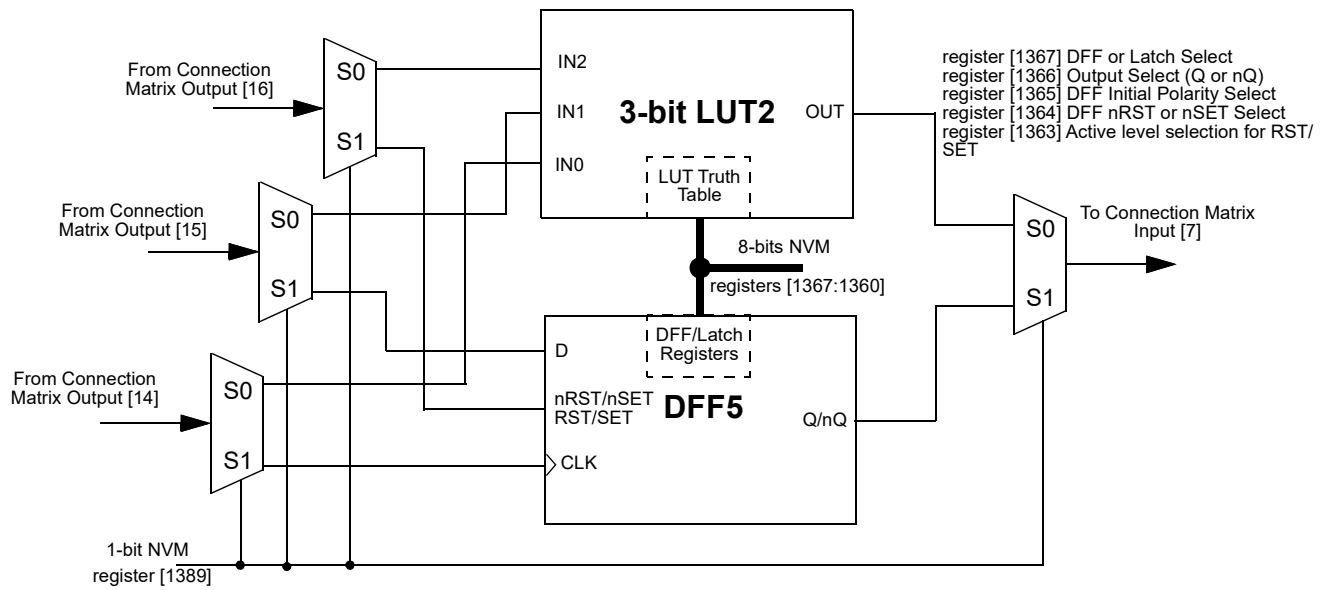 From Connection
Matrix Output [16]
S0
S1
IN2
IN1
IN0
3-bit LUT2
OUT
LUT Truth
Table
register [1367] DFF or Latch Select
register [1366] Output Select (Q or nQ)
register [1365] DFF Initial Polarity Select
register [1364] DFF nRST or nSET Select
register [1363] Active level selection for RST/
SET
From Connection
Matrix Output [15]
S0
S1
8-bits NVM
registers [1367:1360]
S0
S1
To Connection Matrix
Input [7]
From Connection
Matrix Output [14]
S0
S1
D
nRST/nSET
RST/SET
CLK
DFF/Latch
Registers
DFF5
Q/nQ
1-bit NVM
register [1389]